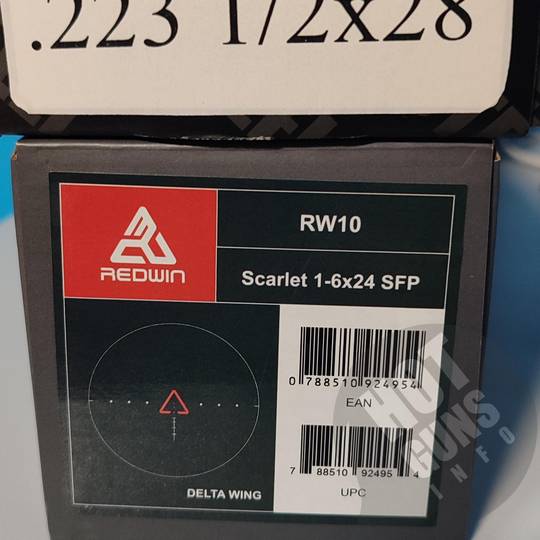 .223 1/2x28
RW10
REDWIN
Scarlet 1-6x24 SFP
0 788510 924954
EAN
7 88510 92495 4
UPC
DELTA WING
HOT
GUNS
INFO